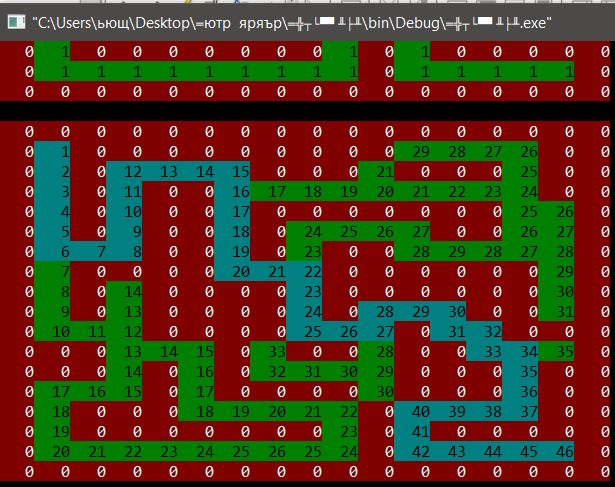 "C:\Users\ьющ\Desktop\=ютр яряър\=╬┬└▀▀╨├╨\bin\Debug\=╬┬└▀▀╨├╨.exe"
0 1 0 0 0 0 0 0 0 1 0 1 0 0 0 0 0
0 1 1 1 1 1 1 1 1 1 0 1 1 1 1 1 0
0 0 0 0 0 0 0 0 0 0 0 0 0 0 0 0 0
0 0 0 0 0 0 0 0 0 0 0 0 0 0 0 0 0
0 1 0 0 0 0 0 0 0 0 0 29 28 27 26 0 0
0 2 0 12 13 14 15 0 0 0 21 0 0 0 25 0 0
0 3 0 11 0 0 16 17 18 19 20 21 22 23 24 0 0
0 4 0 10 0 0 17 0 0 0 0 0 0 0 25 26 0
0 5 0 9 0 0 18 0 24 25 26 27 0 0 26 27 0
0 6 7 8 0 0 19 0 23 0 0 28 29 28 27 28 0
0 7 0 0 0 0 20 21 22 0 0 0 0 0 0 29 0
0 8 0 14 0 0 0 0 23 0 0 0 0 0 0 30 0
0 9 0 13 0 0 0 0 24 0 28 29 30 0 0 31 0
0 10 11 12 0 0 0 0 25 26 27 0 31 32 0 0 0
0 0 0 13 14 15 0 33 0 0 28 0 0 33 34 35 0
0 0 0 14 0 16 0 32 31 30 29 0 0 0 35 0 0
0 17 16 15 0 17 0 0 0 0 30 0 0 0 36 0 0
0 18 0 0 0 18 19 20 21 22 0 40 39 38 37 0 0
0 19 0 0 0 0 0 0 0 23 0 41 0 0 0 0 0
0 20 21 22 23 24 25 26 25 24 0 42 43 44 45 46 0
0 0 0 0 0 0 0 0 0 0 0 0 0 0 0 0 0